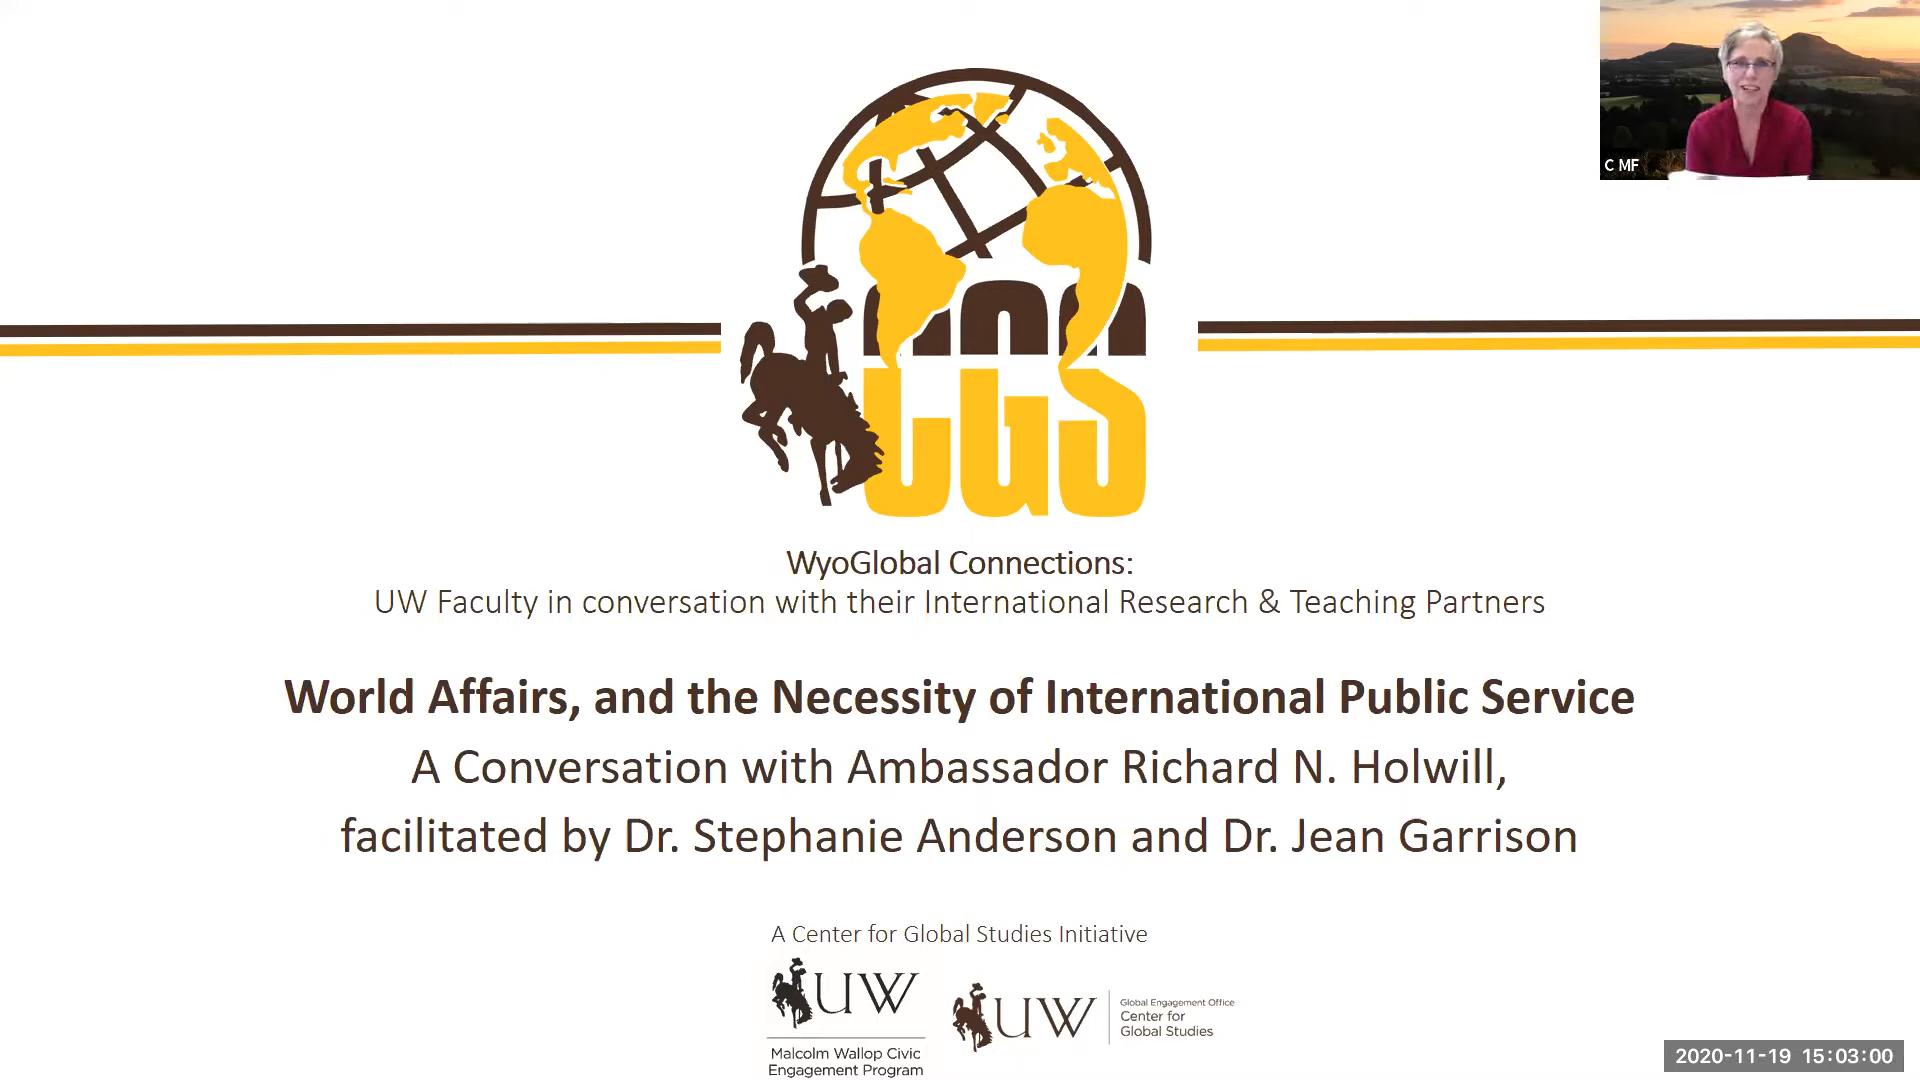 C MF
CGS
WyoGlobal Connections:
UW Faculty in conversation with their International Research & Teaching Partners
World Affairs, and the Necessity of International Public Service
A Conversation with Ambassador Richard N. Holwill,
facilitated by Dr. Stephanie Anderson and Dr. Jean Garrison
A Center for Global Studies Initiative
UW
Malcolm Wallop Civic
Engagement Program
UW
Global Engagement Office
Center for
Global Studies
2020-11-19 15:03:00